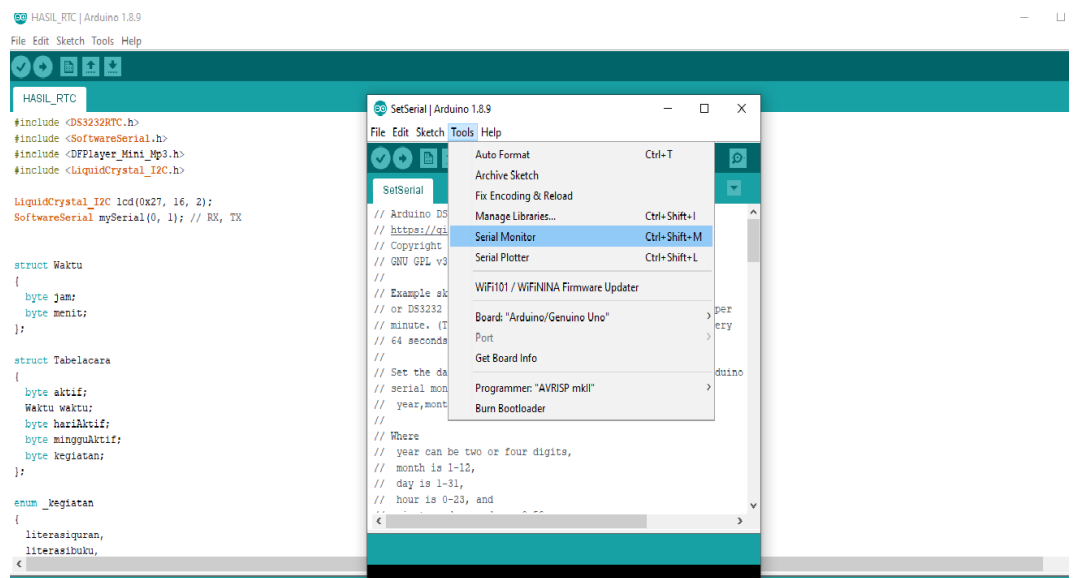 HASIL_RTC | Arduino 1.8.9
File Edit Sketch Tools Help
HASIL_RTC
#include <DS3232RTC.h>
#include <SoftwareSerial.h>
#include <DFPlayer_Mini_Mp3.h>
#include <LiquidCrystal_I2C.h>
LiquidCrystal_I2C lcd(0x27, 16, 2);
SoftwareSerial mySerial(0, 1); // RX, TX
struct Waktu
{
byte jam;
byte menit;
};
struct Tabelacara
{
byte aktif;
Waktu waktu;
byte hariAktif;
byte mingguAktif;
byte kegiatan;
};
enum _kegiatan
{
literasiquran,
literasibuku,
SetSerial | Arduino 1.8.9
File Edit Sketch Tools Help
SetSerial
// Arduino DS
// https://gi
// Copyright
// GNU GPL v3
//
// Example sk
// or DS3232 per
// minute. (T ery
// 64 seconds
//
// Set the da duino
// serial mon
// year,mont
//
// Where
// year can be two or four digits,
// month is 1-12,
// day is 1-31,
// hour is 0-23, and
Auto Format Ctrl+T
Archive Sketch
Fix Encoding & Reload
Manage Libraries... Ctrl+Shift+I
Serial Monitor Ctrl+Shift+M
Serial Plotter Ctrl+Shift+L
WiFi101 / WiFiNINA Firmware Updater
Board: "Arduino/Genuino Uno"
Port
Get Board Info
Programmer: "AVRISP mkII"
Burn Bootloader